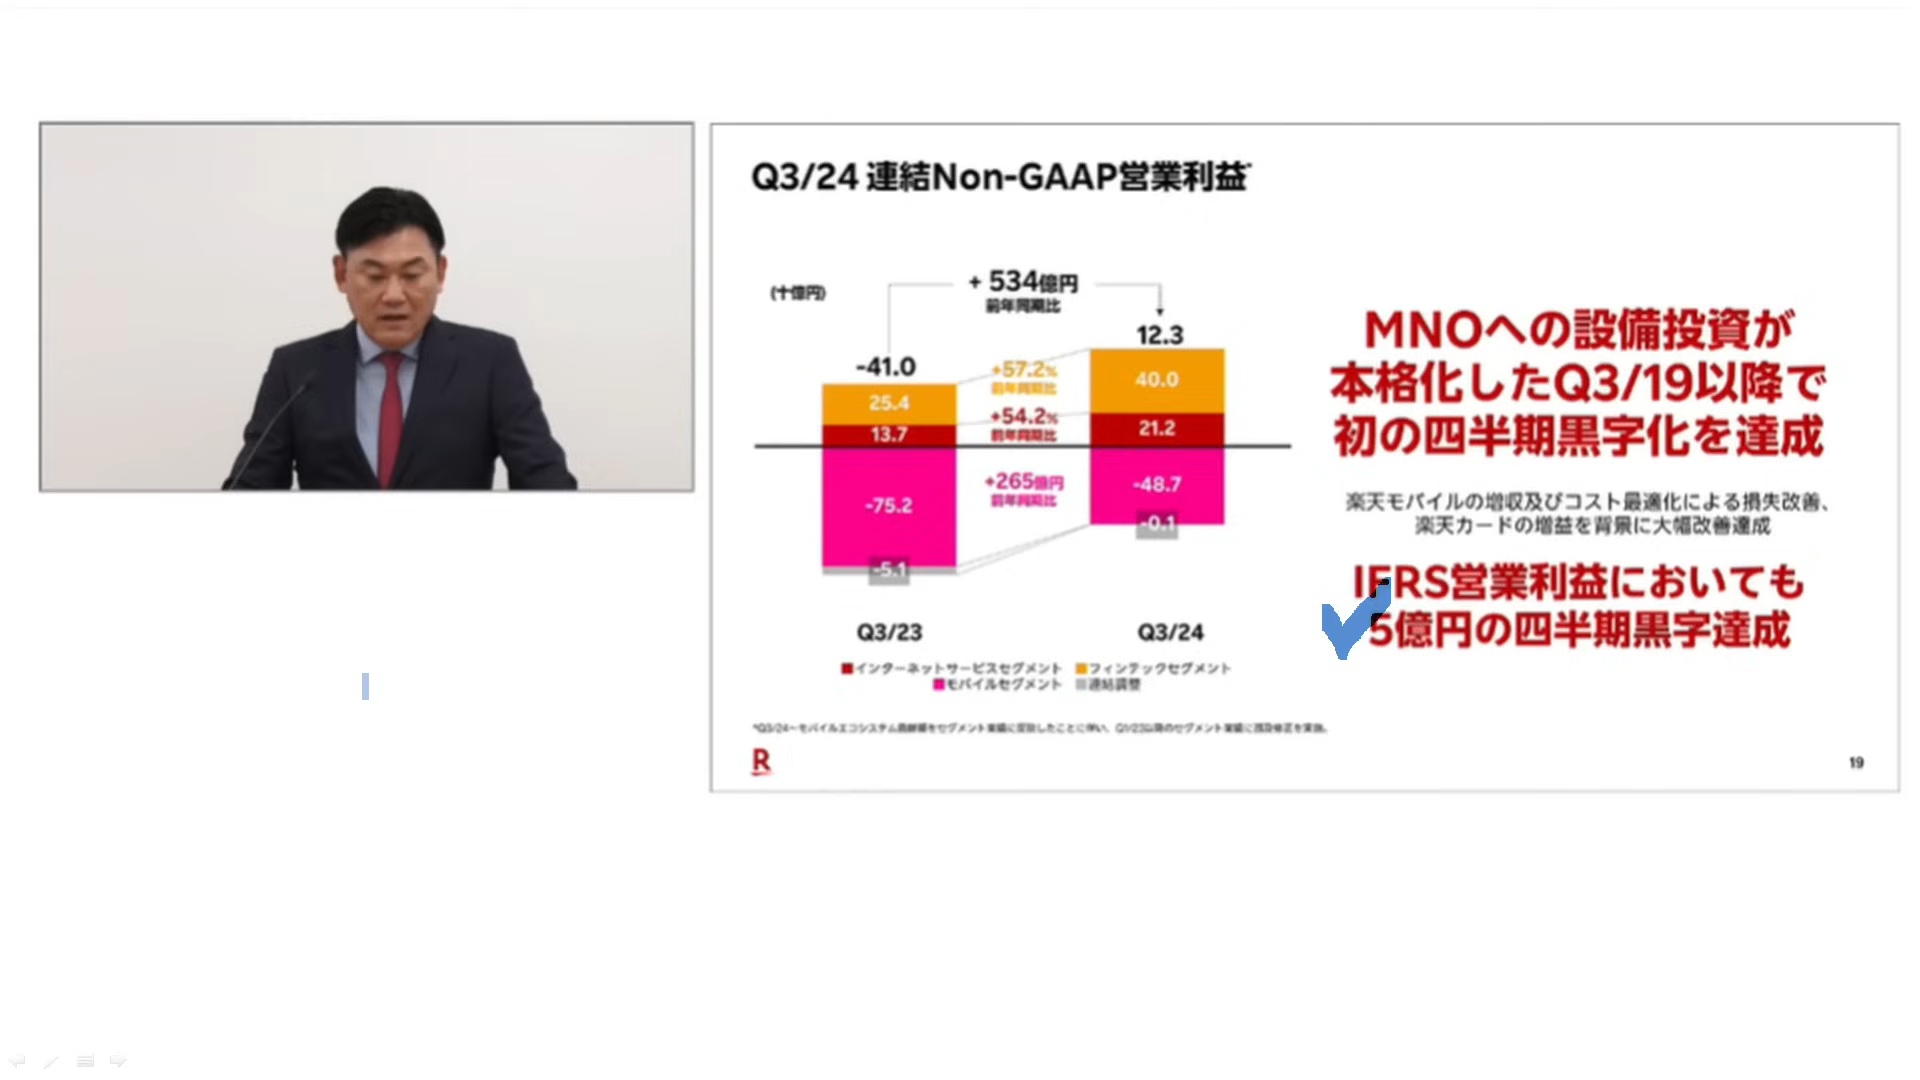 Q3/24 連結Non-GAAP営業利益*
(十億円)
+ 534億円
前年同期比
-41.0
12.3
+57.2%
前年同期比
25.4
40.0
+54.2%
前年同期比
13.7
21.2
+265億円
前年同期比
-75.2
-48.7
-5.1
-0.1
Q3/23
Q3/24
インターネットサービスセグメント
フィンテックセグメント
モバイルセグメント
連結調整
MNOへの設備投資が
本格化したQ3/19以降で
初の四半期黒字化を達成
楽天モバイルの増収及びコスト最適化による損失改善、
楽天カードの増益を背景に大幅改善達成
IFRS営業利益においても
5億円の四半期黒字達成
R
19